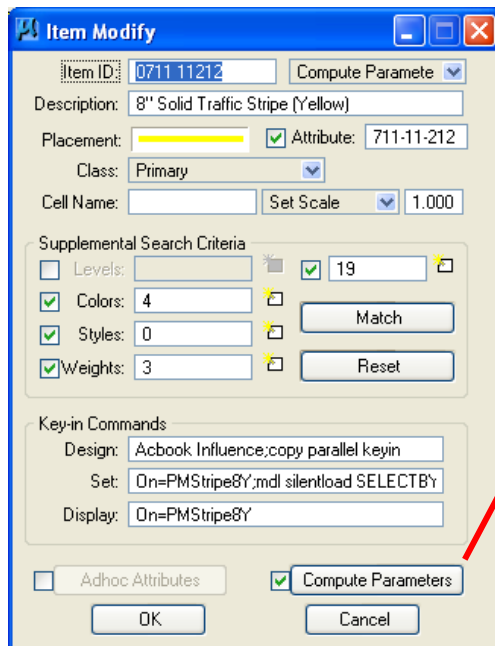 Item Modify
Item ID: 0711 11212 Compute Paramete
Description: 8" Solid Traffic Stripe (Yellow)
Placement: Attribute: 711-11-212
Class: Primary
Cell Name: Set Scale 1.000
Supplemental Search Criteria
Levels: 19
Colors: 4
Match
Styles: 0
Weights: 3 Reset
Key-in Commands
Design: Acbook Influence;copy parallel keyin
Set: On=PMStripe8Y;mdl silentload SELECTBY
Display: On=PMStripe8Y
Adhoc Attributes Compute Parameters
OK Cancel